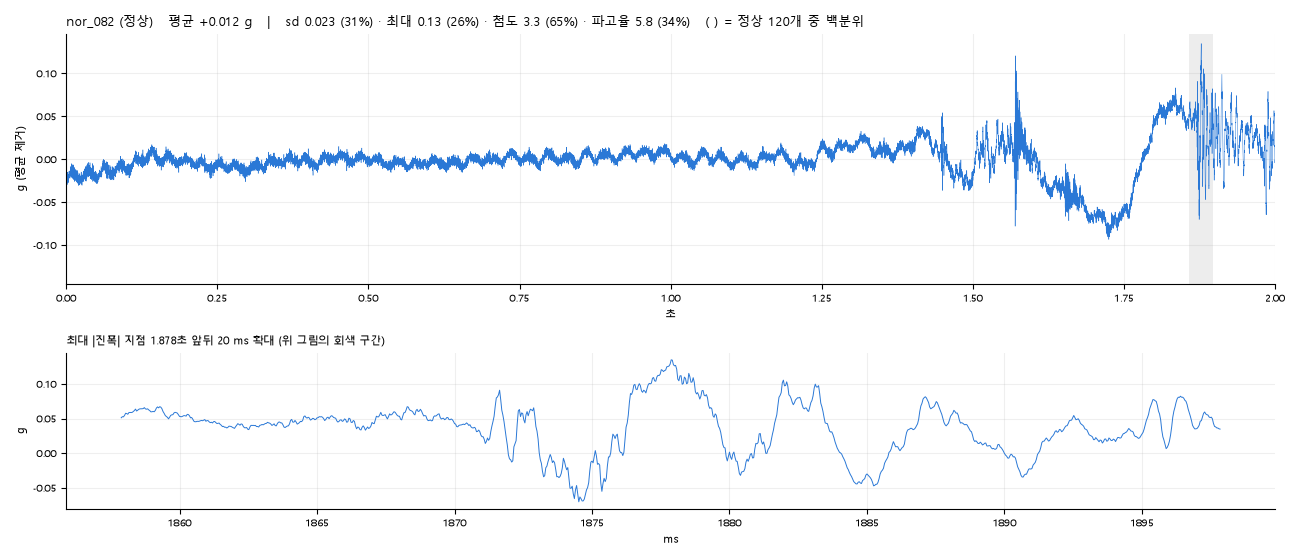 nor_082 (정상) 평균 +0.012 g | sd 0.023 (31%) · 최대 0.13 (26%) · 첨도 3.3 (65%) · 파고율 5.8 (34%) ( ) = 정상 120개 중 백분위
g (평균 제거)
0.10
0.05
0.00
-0.05
-0.10
0.00 0.25 0.50 0.75 1.00 1.25 1.50 1.75 2.00
초
최대 |진폭| 지점 1.878초 앞뒤 20 ms 확대 (위 그림의 회색 구간)
g
0.10
0.05
0.00
-0.05
1860 1865 1870 1875 1880 1885 1890 1895
ms